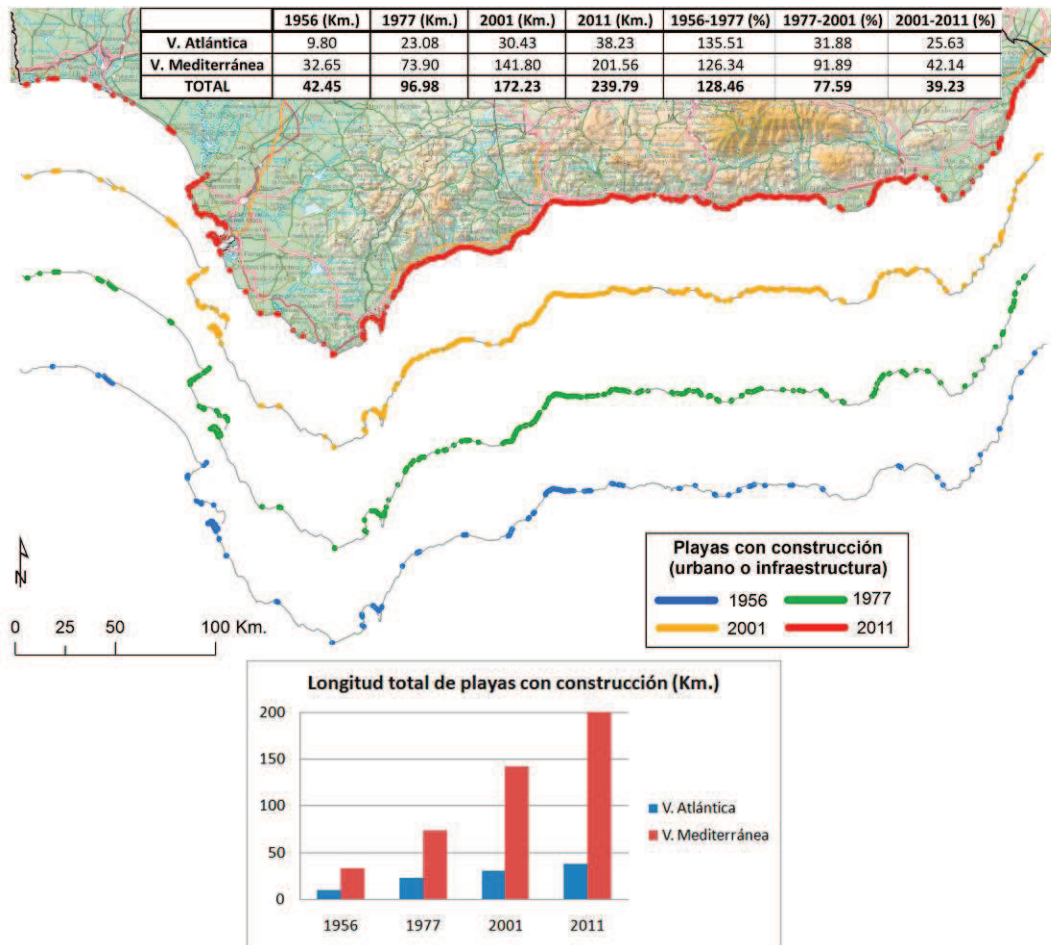 1956 (Km.) 1977 (Km.) 2001 (Km.) 2011 (Km.) 1956-1977 (%) 1977-2001 (%) 2001-2011 (%)
V. Atlántica 9.80 23.08 30.43 38.23 135.51 31.88 25.63
V. Mediterránea 32.65 73.90 141.80 201.56 126.34 91.89 42.14
TOTAL 42.45 96.98 172.23 239.79 128.46 77.59 39.23
N
0 25 50 100 Km.
Playas con construcción
(urbano o infraestructura)
1956 1977
2001 2011
Longitud total de playas con construcción (Km.)
200
150
100
50
0
1956 1977 2001 2011
V. Atlántica
V. Mediterránea